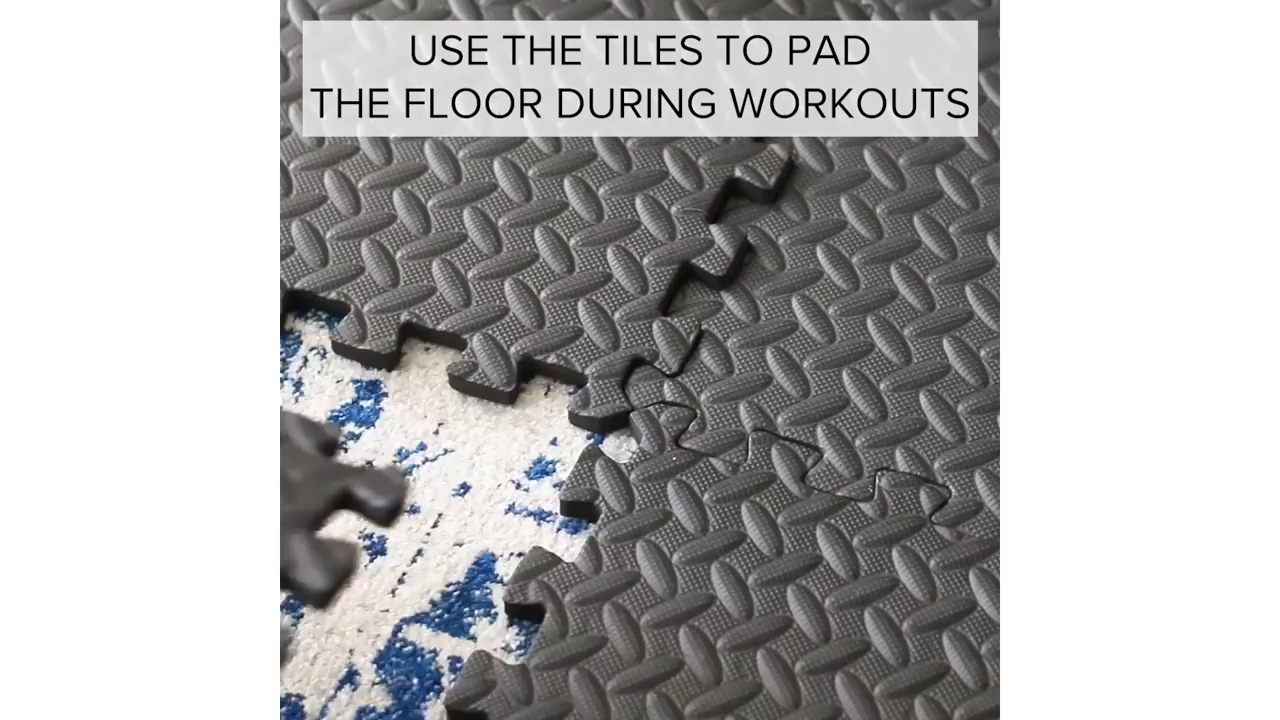 USE THE TILES TO PAD
THE FLOOR DURING WORKOUTS